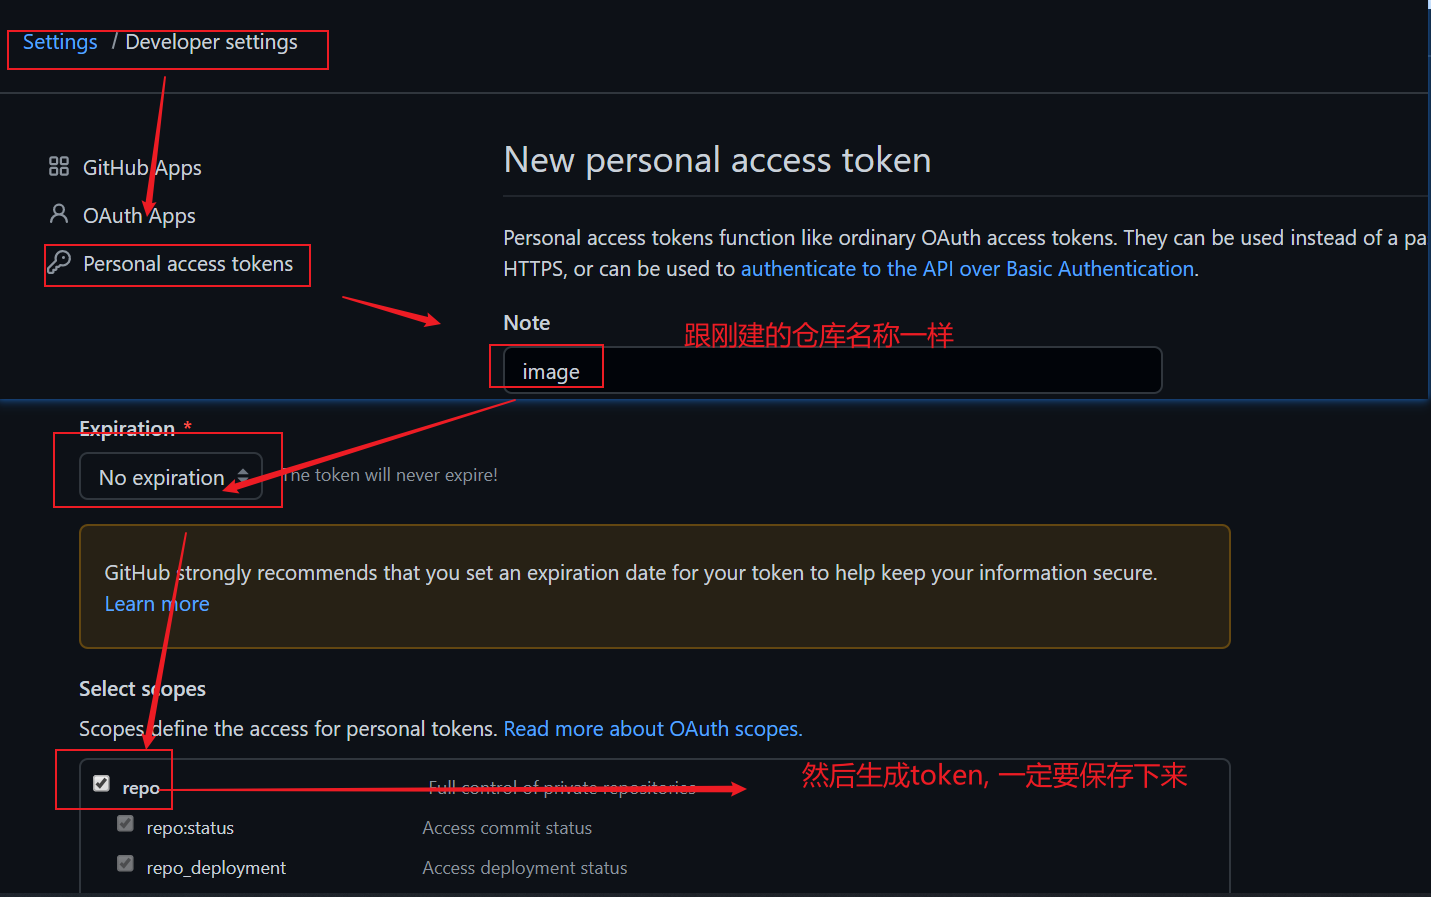 Settings / Developer settings
GitHub Apps
OAuth Apps
Personal access tokens
New personal access token
Personal access tokens function like ordinary OAuth access tokens. They can be used instead of a pa
HTTPS, or can be used to authenticate to the API over Basic Authentication.
Note
跟刚建的仓库名称一样
image
Expiration *
No expiration
The token will never expire!
GitHub strongly recommends that you set an expiration date for your token to help keep your information secure.
Learn more
Select scopes
Scopes define the access for personal tokens. Read more about OAuth scopes.
repo Full control of private repositories
然后生成token, 一定要保存下来
repo:status Access commit status
repo_deployment Access deployment status